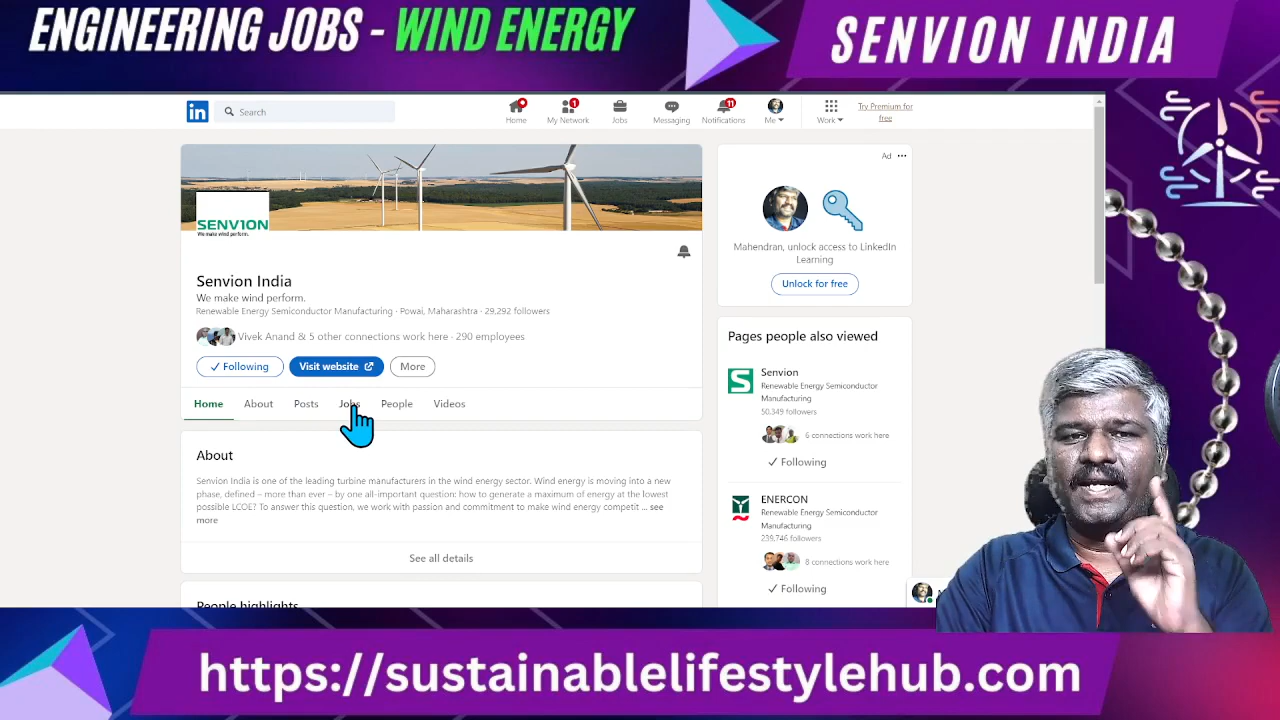 ENGINEERING JOBS - WIND ENERGY
SENVION INDIA
in
Search
Home
My Network
1
Jobs
Messaging
Notifications
11
Me
Work
Try Premium for
free
SENVION
We make wind perform.
Senvion India
We make wind perform.
Renewable Energy Semiconductor Manufacturing · Powai, Maharashtra · 29,292 followers
Vivek Anand & 5 other connections work here · 290 employees
Following
Visit website
More
Home
About
Posts
Jobs
People
Videos
About
Senvion India is one of the leading turbine manufacturers in the wind energy sector. Wind energy is moving into a new
phase, defined – more than ever – by one all-important question: how to generate a maximum of energy at the lowest
possible LCOE? To answer this question, we work with passion and commitment to make wind energy competit ... see
more
See all details
People highlights
Ad
Mahendran, unlock access to LinkedIn
Learning
Unlock for free
Pages people also viewed
S
Senvion
Renewable Energy Semiconductor
Manufacturing
50,349 followers
6 connections work here
Following
ENERCON
Renewable Energy Semiconductor
Manufacturing
239,746 followers
8 connections work here
Following
https://sustainablelifestylehub.com